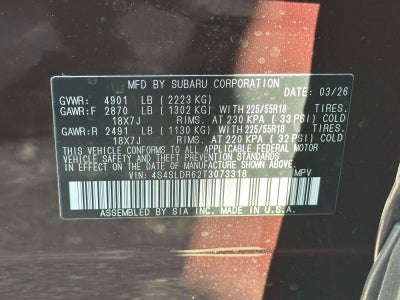 MFD. BY SUBARU CORPORATION 03/26
GVWR: 4901 LB (2223 KG)
GAWR:F 2870 LB (1302 KG) WITH 225/55R18 TIRES.
18X7J RIMS, AT 230 KPA (33 PSI) COLD
GAWR:R 2491 LB (1130 KG) WITH 225/55R18 TIRES.
18X7J RIMS, AT 220 KPA (32 PSI) COLD
THIS VEHICLE CONFORMS TO ALL APPLICABLE FEDERAL MOTOR
VEHICLE SAFETY AND THEFT PREVENTION STANDARDS IN
EFFECT ON THE DATE OF MANUFACTURE SHOWN ABOVE.
VIN: 4S4SLDR62T3073318 MPV
ASSEMBLED BY SIA INC. MADE IN U.S.A.